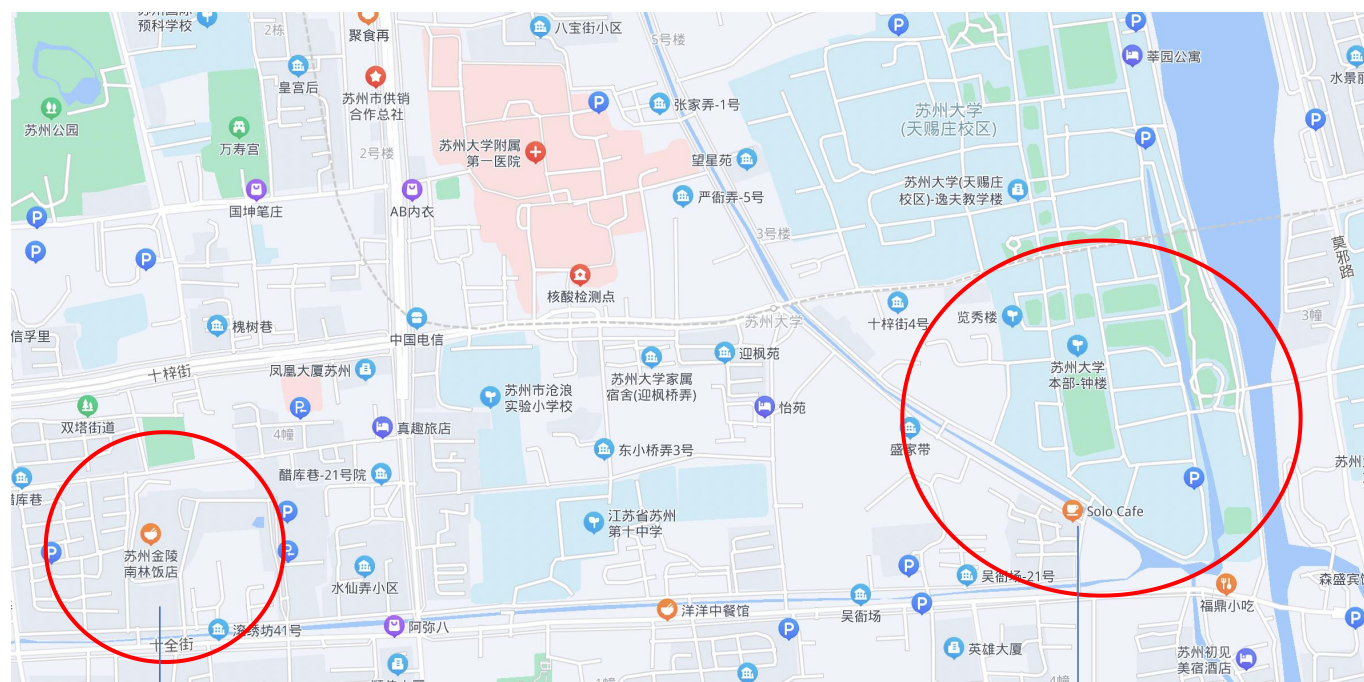 预科学校
2栋
聚食再
八宝街小区
5号楼
莘园公寓
皇宫后
苏州市供销
合作总社
张家弄-1号
苏州大学
(天赐庄校区)
苏州公园
万寿宫
2号楼
苏州大学附属
第一医院
望星苑
国坤笔庄
AB内衣
严衙弄-5号
苏州大学(天赐庄
校区)-逸夫教学楼
3号楼
莫邪路
核酸检测点
信孚里
槐树巷
中国电信
苏州大学
十梓街4号
览秀楼
3幢
十梓街
凤凰大厦苏州
苏州市沧浪
实验小学校
苏州大学家属
宿舍(迎枫桥弄)
迎枫苑
苏州大学
本部-钟楼
双塔街道
4幢
真趣旅店
怡苑
东小桥弄3号
盛家带
醋库巷-21号院
库巷
江苏省苏州
第十中学
Solo Cafe
苏州金陵
南林饭店
水仙弄小区
吴衙场-21号
森盛宾
福鼎小吃
滚绣坊41号
十全街
阿弥八
洋洋中餐馆
吴衙场
英雄大厦
苏州初见
美宿酒店